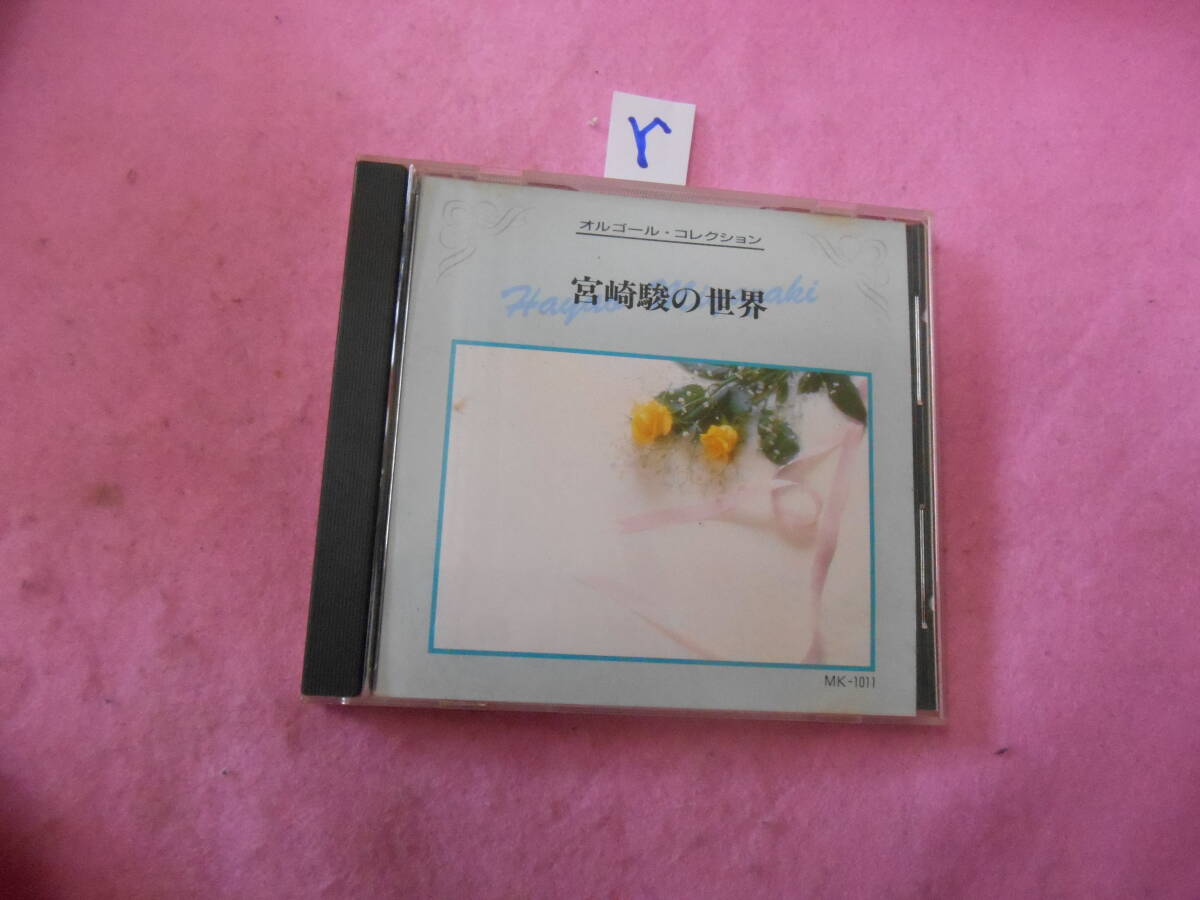 r
オルゴール・コレクション
宮崎駿の世界
Hayao Miyazaki
MK-1011